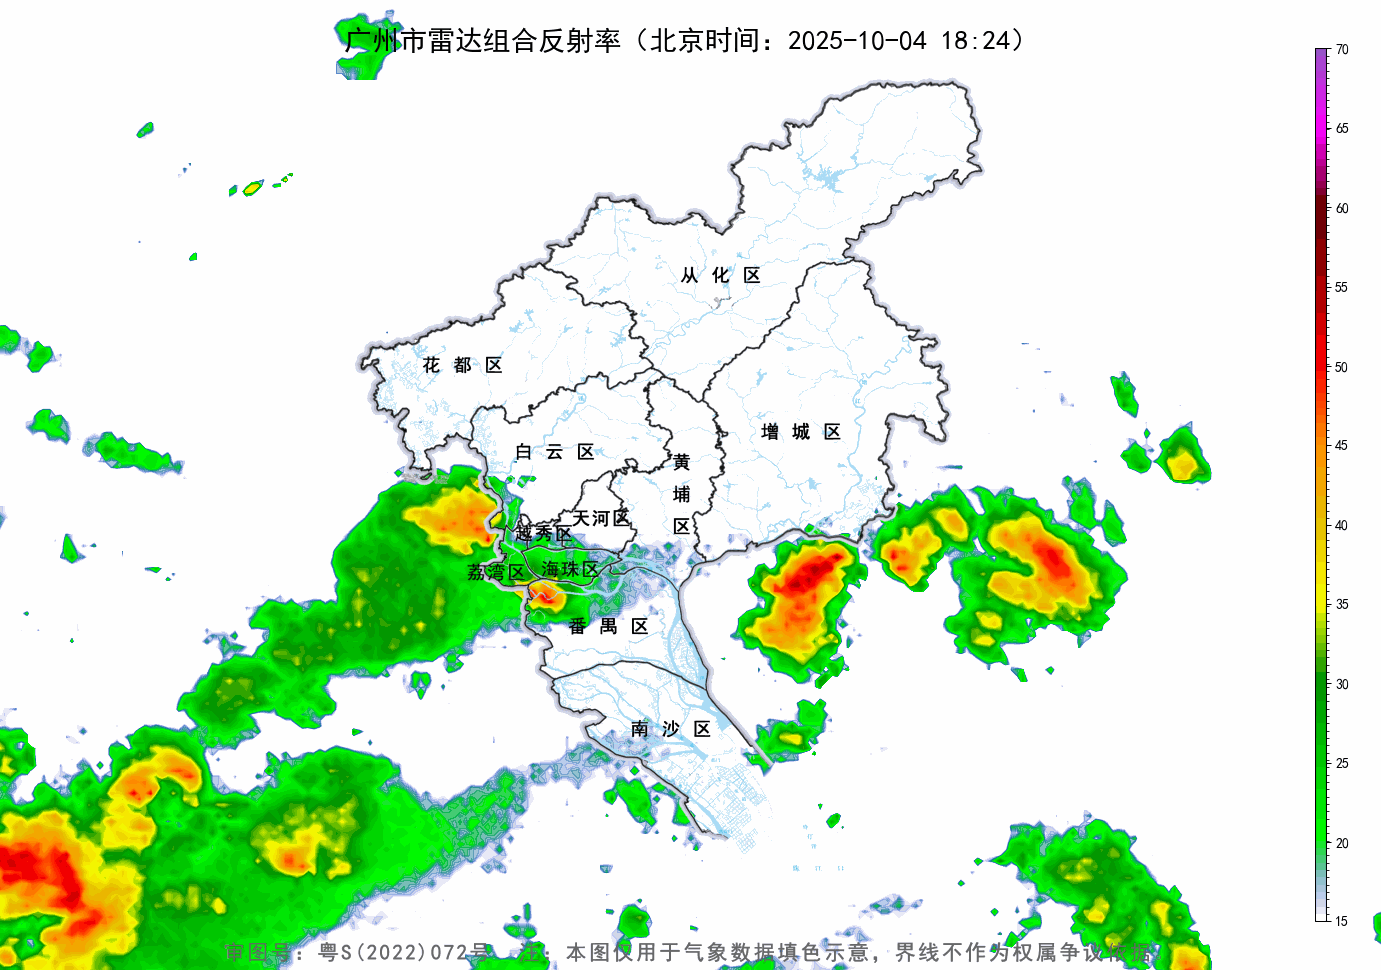 广州市雷达组合反射率（北京时间：2025-10-04 18:24）
70
65
60
55
50
45
40
35
30
25
20
15
从 化 区
花 都 区
增 城 区
白 云 区
黄
埔
区
天河区
越秀区
荔湾区
海珠区
番 禺 区
南 沙 区
审图号：粤S(2022)072号 注：本图仅用于气象数据填色示意，界线不作为权属争议依据。